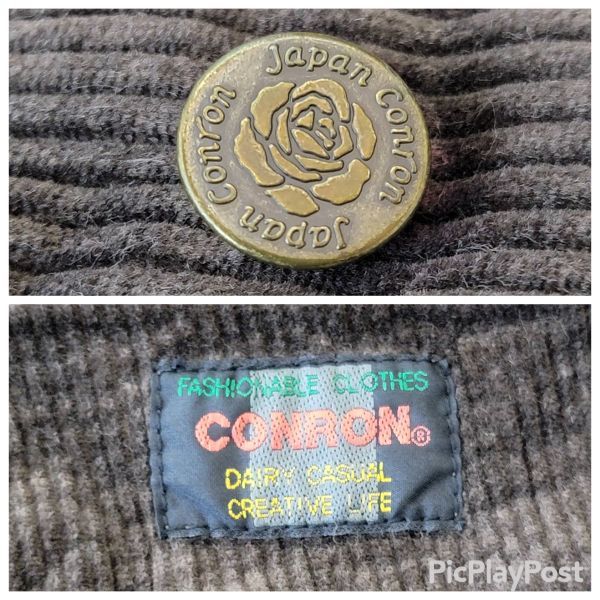 Japan Conron
Japan Conron
FASHIONABLE CLOTHES
CONRON®
DAIRY CASUAL
CREATIVE LIFE
PicPlayPost